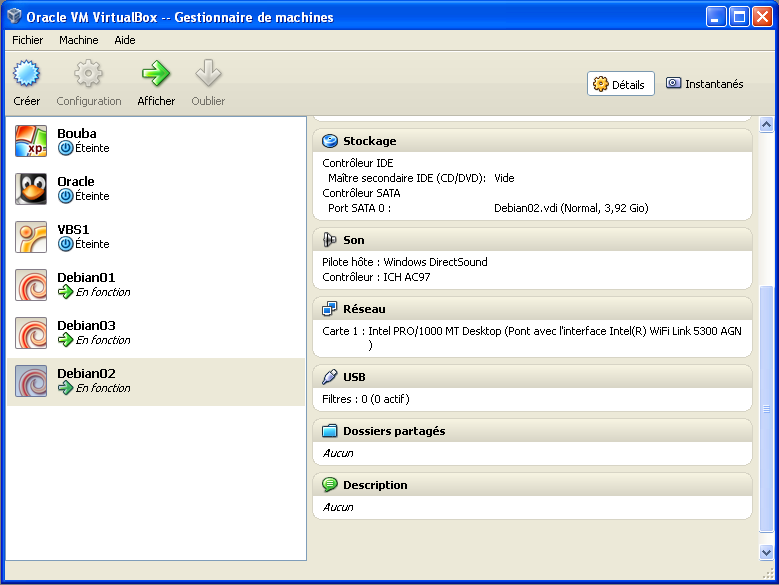 Oracle VM VirtualBox -- Gestionnaire de machines
Fichier Machine Aide
Créer Configuration Afficher Oublier Détails Instantanés
xp
Bouba
Éteinte
Oracle
Éteinte
VBS1
Éteinte
Debian01
En fonction
Debian03
En fonction
Debian02
En fonction
Stockage
Contrôleur IDE
Maître secondaire IDE (CD/DVD): Vide
Contrôleur SATA
Port SATA 0 : Debian02.vdi (Normal, 3,92 Gio)
Son
Pilote hôte : Windows DirectSound
Contrôleur : ICH AC97
Réseau
Carte 1 : Intel PRO/1000 MT Desktop (Pont avec l'interface Intel(R) WiFi Link 5300 AGN
)
USB
Filtres : 0 (0 actif)
Dossiers partagés
Aucun
Description
Aucun